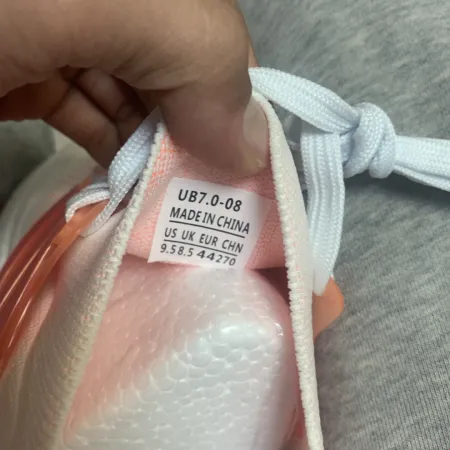 UB7.0-08
MADE IN CHINA
US UK EUR CHN
9.5 8.5 44 270